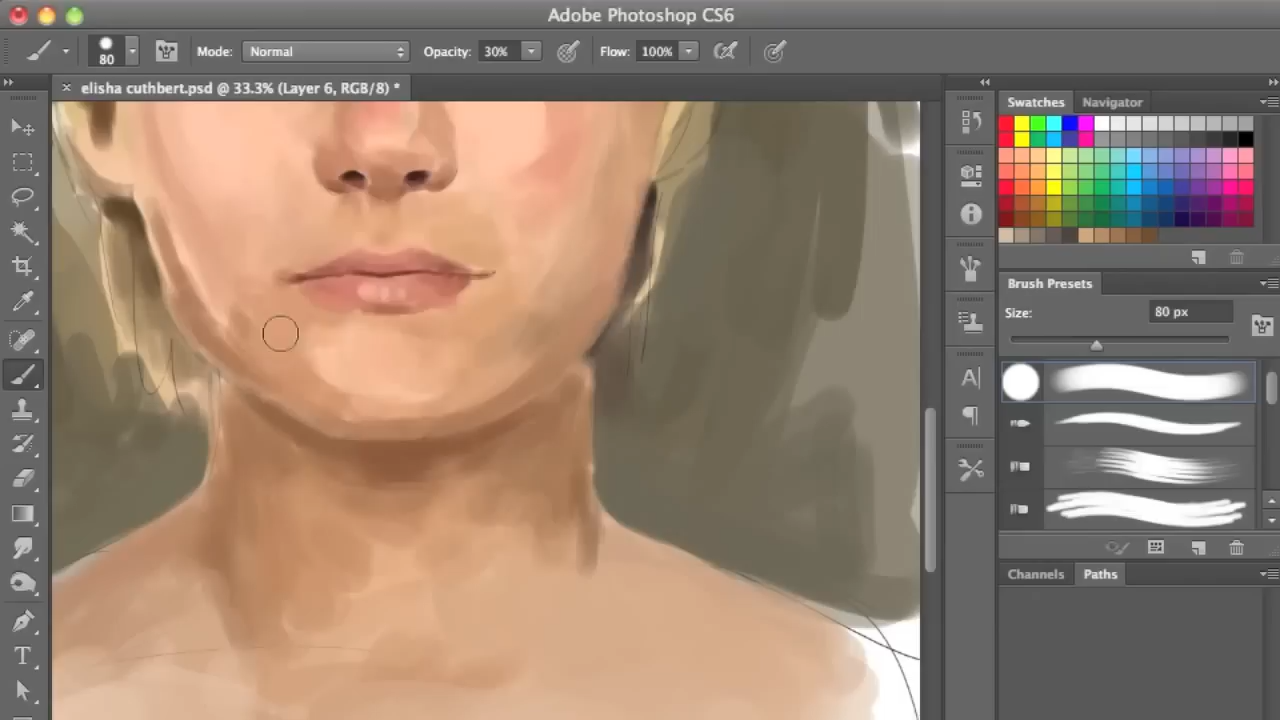 Adobe Photoshop CS6
80
Mode: Normal
Opacity: 30%
Flow: 100%
elisha cuthbert.psd @ 33.3% (Layer 6, RGB/8) *
Swatches Navigator
Brush Presets
Size: 80 px
Channels Paths